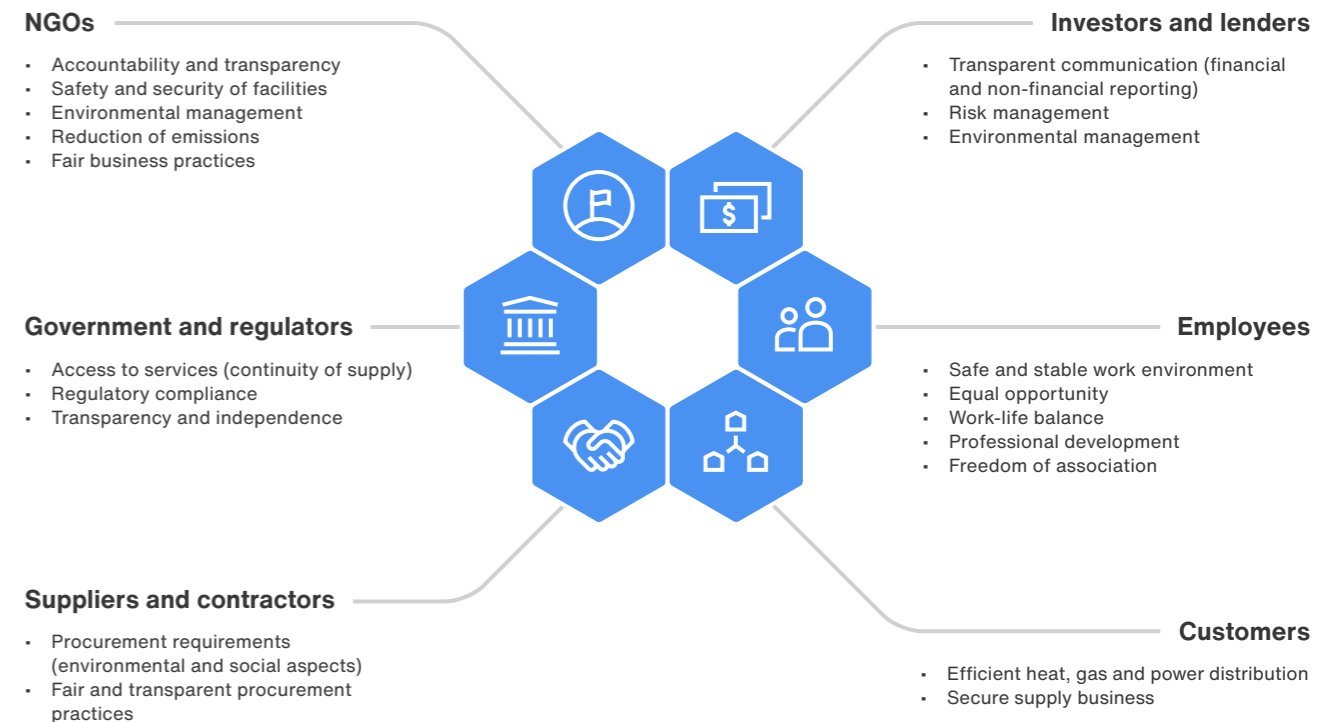 NGOs
▪ Accountability and transparency
▪ Safety and security of facilities
▪ Environmental management
▪ Reduction of emissions
▪ Fair business practices
Investors and lenders
▪ Transparent communication (financial
and non-financial reporting)
▪ Risk management
▪ Environmental management
$
Government and regulators
▪ Access to services (continuity of supply)
▪ Regulatory compliance
▪ Transparency and independence
Employees
▪ Safe and stable work environment
▪ Equal opportunity
▪ Work-life balance
▪ Professional development
▪ Freedom of association
Suppliers and contractors
▪ Procurement requirements
(environmental and social aspects)
▪ Fair and transparent procurement
practices
Customers
▪ Efficient heat, gas and power distribution
▪ Secure supply business